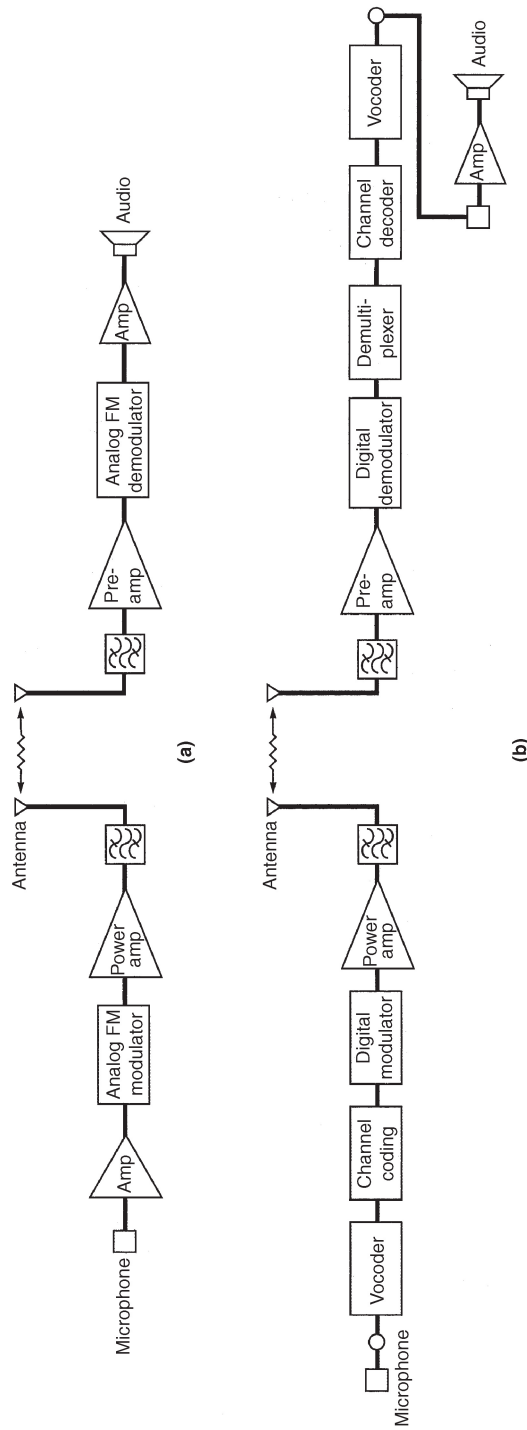 Antenna
Microphone
Amp
Analog FM
modulator
Power
amp
Pre-
amp
Analog FM
demodulator
Amp
Audio
(a)
Antenna
Microphone
Vocoder
Channel
coding
Digital
modulator
Power
amp
Pre-
amp
Digital
demodulator
Demulti-
plexer
Channel
decoder
Vocoder
Amp
Audio
(b)